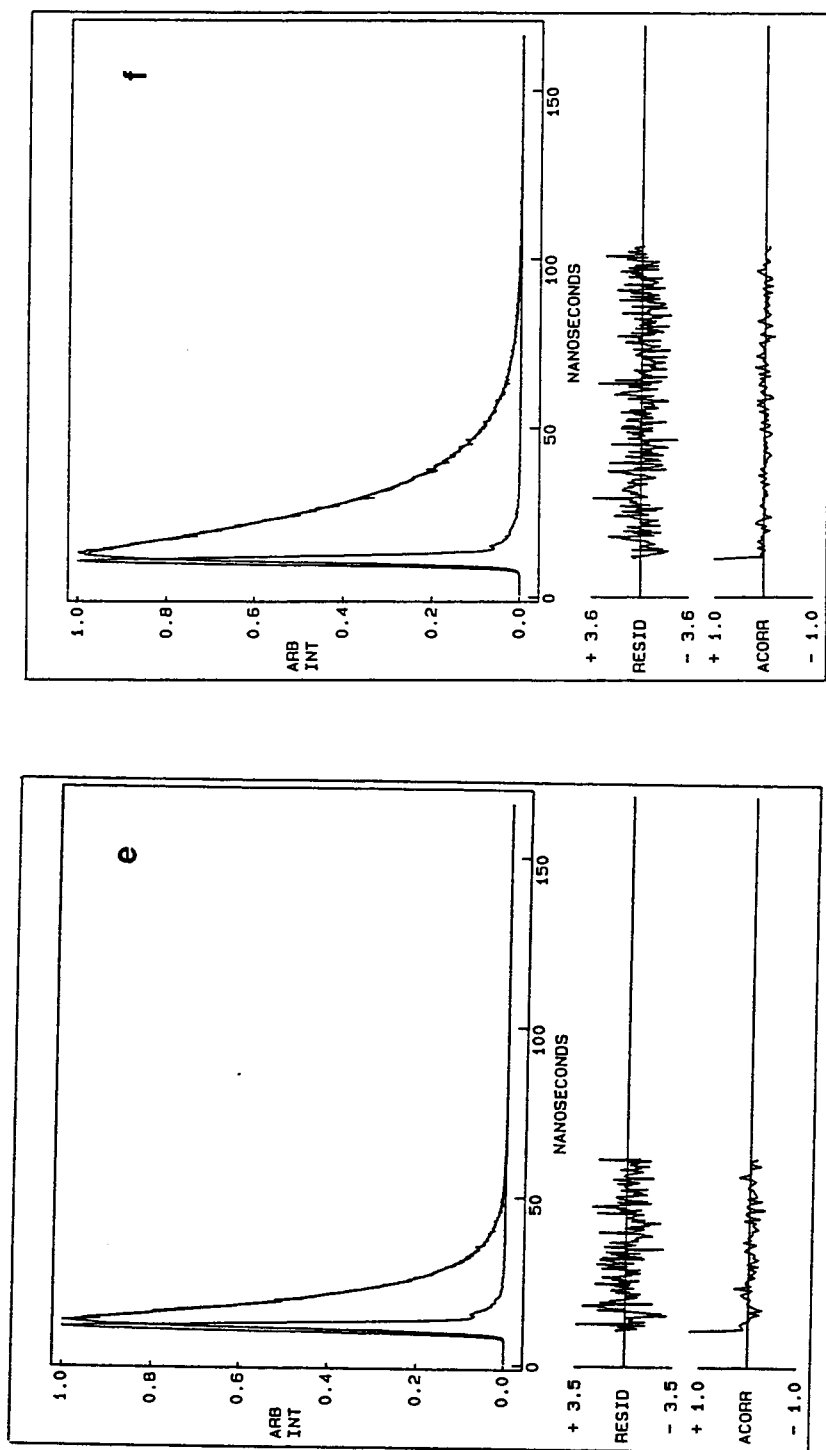 e
1.0
0.8
0.6
0.4
0.2
0.0
ARB
INT
0
50
100
150
NANOSECONDS
+ 3.5
RESID
- 3.5
+ 1.0
ACORR
- 1.0
f
1.0
0.8
0.6
0.4
0.2
0.0
ARB
INT
0
50
100
150
NANOSECONDS
+ 3.6
RESID
- 3.6
+ 1.0
ACORR
- 1.0